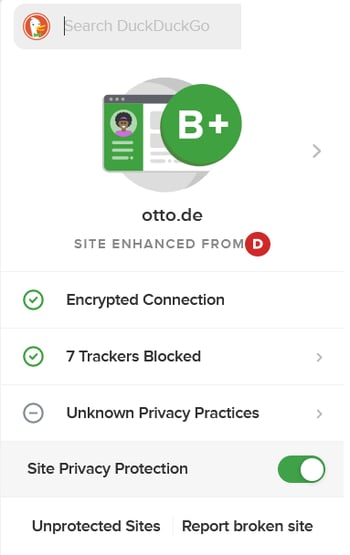 Search DuckDuckGo
B+
otto.de
SITE ENHANCED FROM D
Encrypted Connection
7 Trackers Blocked
Unknown Privacy Practices
Site Privacy Protection
Unprotected Sites Report broken site